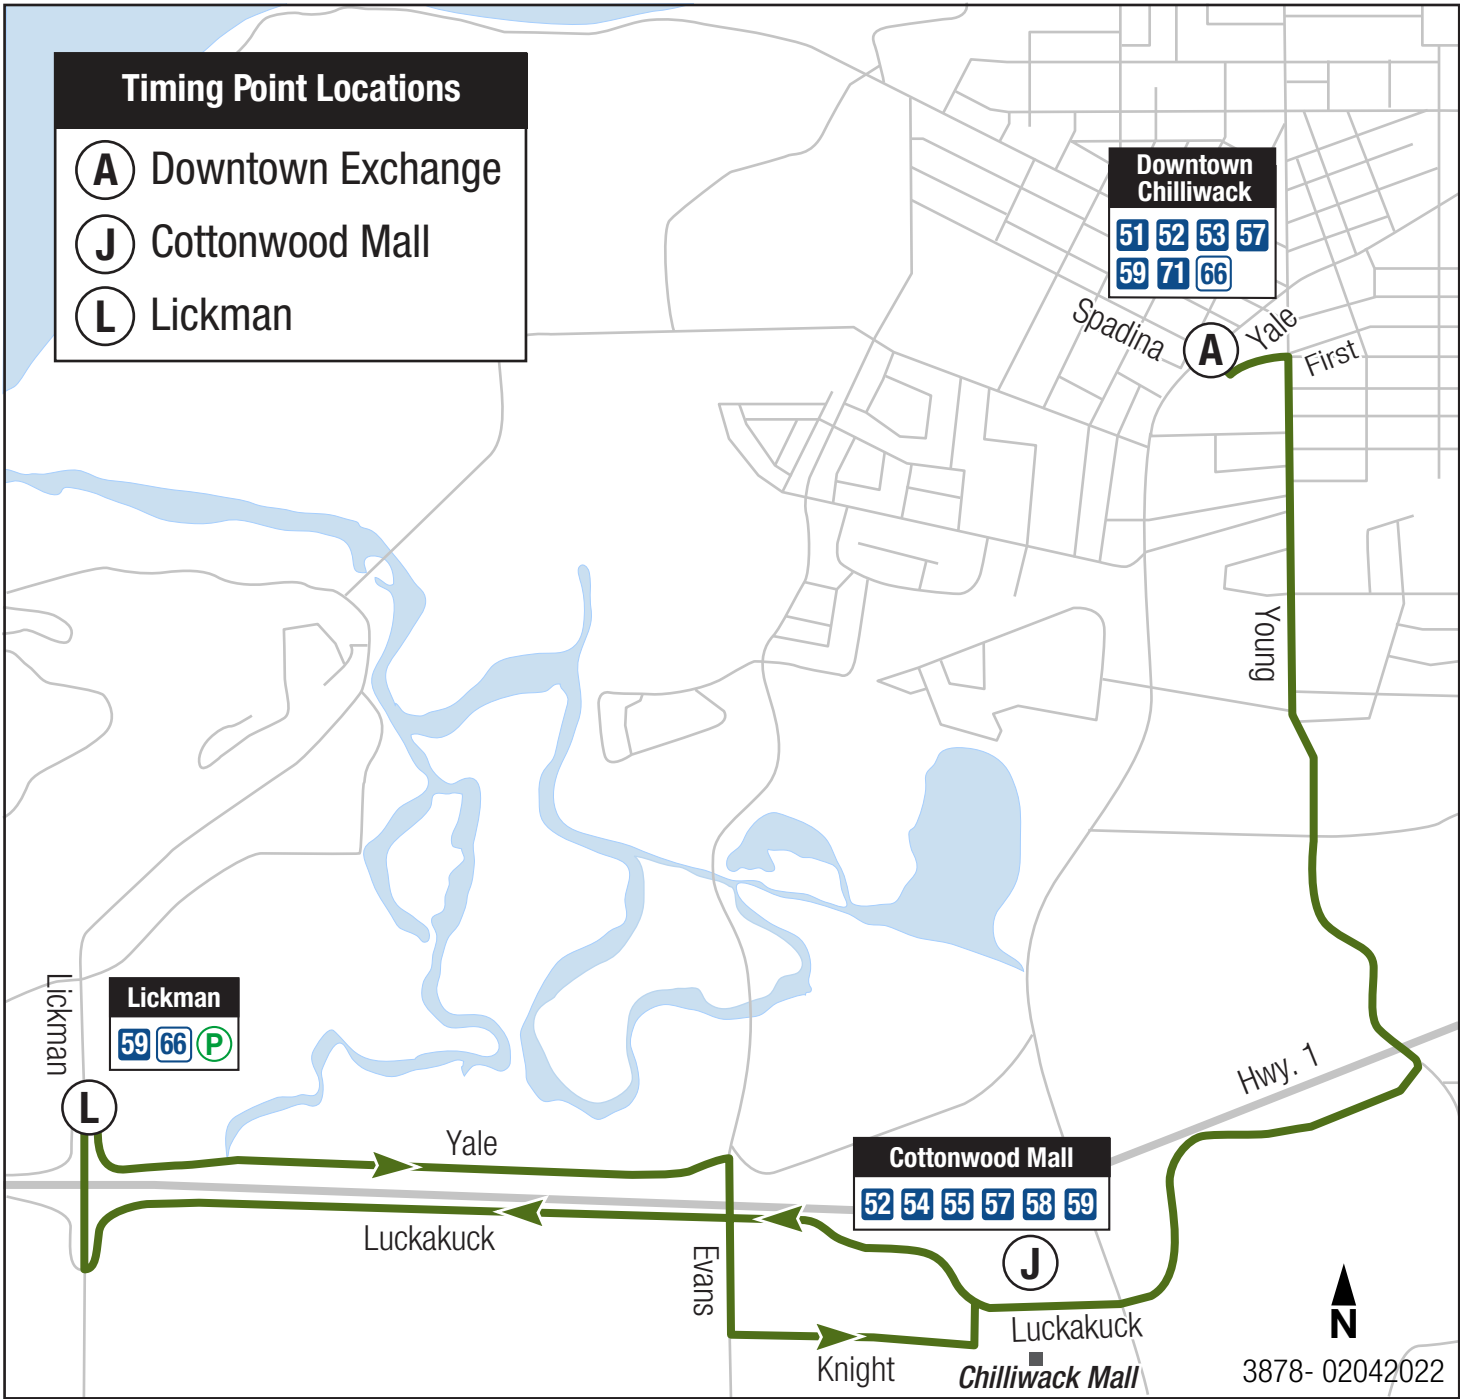 Timing Point Locations
A Downtown Exchange
J Cottonwood Mall
L Lickman
Downtown
Chilliwack
51 52 53 57
59 71 66
Spadina
A
Yale
First
Young
Lickman
Lickman
59 66 P
L
Hwy. 1
Yale
Cottonwood Mall
52 54 55 57 58 59
Luckakuck
J
Evans
Luckakuck
Knight
Chilliwack Mall
N
3878- 02042022